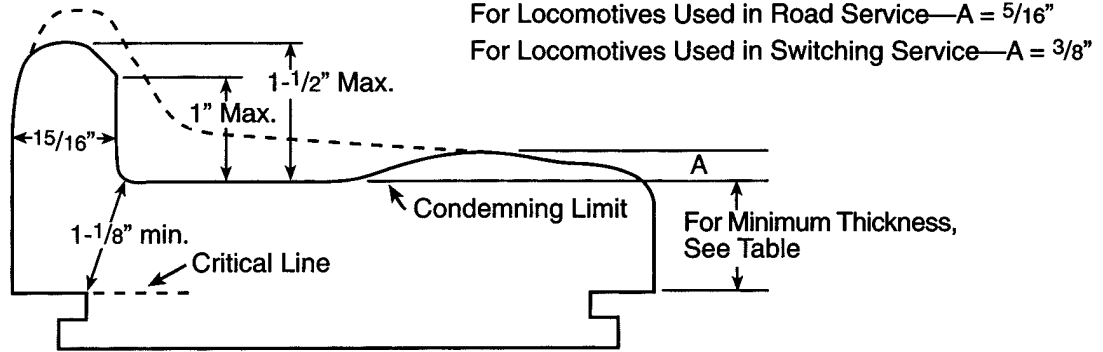 For Locomotives Used in Road Service—A = 5/16”
For Locomotives Used in Switching Service—A = 3/8”
1-1/2” Max.
1” Max.
15/16”
A
Condemning Limit
For Minimum Thickness,
See Table
1-1/8” min.
Critical Line